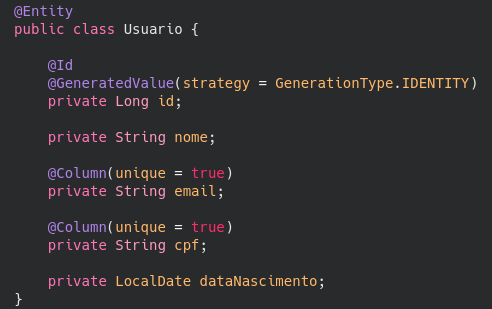 @Entity
public class Usuario {
@Id
@GeneratedValue(strategy = GenerationType.IDENTITY)
private Long id;
private String nome;
@Column(unique = true)
private String email;
@Column(unique = true)
private String cpf;
private LocalDate dataNascimento;
}